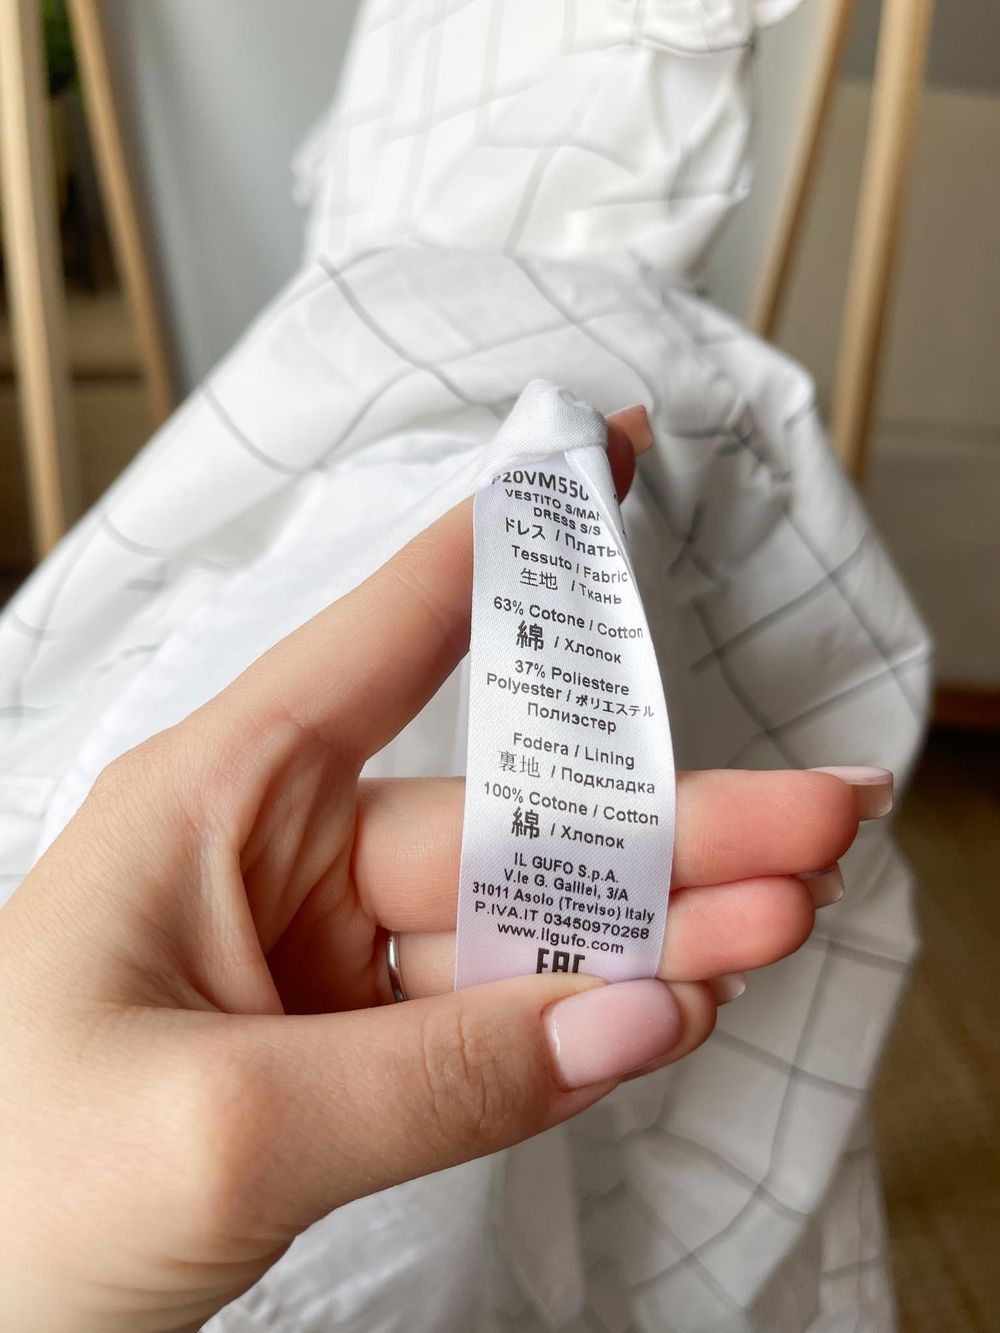 P20VM550
VESTITO S/MAN
DRESS S/S
ドレス / Платье
Tessuto / Fabric
生地 / Ткань
63% Cotone / Cotton
綿 / Хлопок
37% Poliestere
Polyester / ポリエステル
Полиэстер
Fodera / Lining
裏地 / Подкладка
100% Cotone / Cotton
綿 / Хлопок
IL GUFO S.p.A.
V.le G. Galilei, 3/A
31011 Asolo (Treviso) Italy
P.IVA.IT 03450970268
www.ilgufo.com
EAC